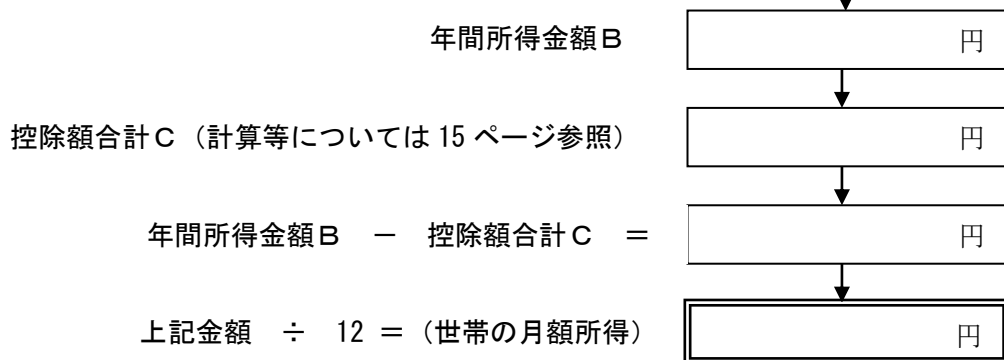 年間所得金額Ｂ 円
控除額合計Ｃ（計算等については 15 ページ参照） 円
年間所得金額Ｂ － 控除額合計Ｃ ＝ 円
上記金額 ÷ 12 ＝（世帯の月額所得） 円